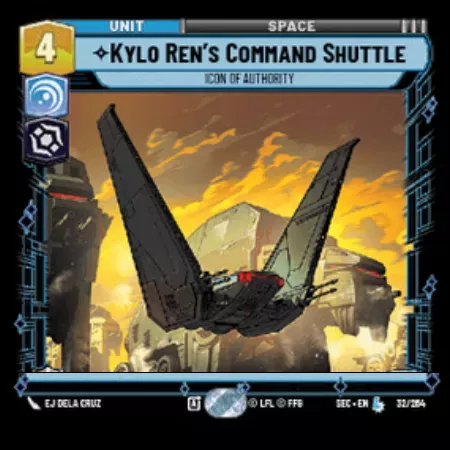 UNIT
SPACE
4
KYLO REN'S COMMAND SHUTTLE
ICON OF AUTHORITY
EJ DELA CRUZ
© LFL © FFG
SEC • EN
32/264